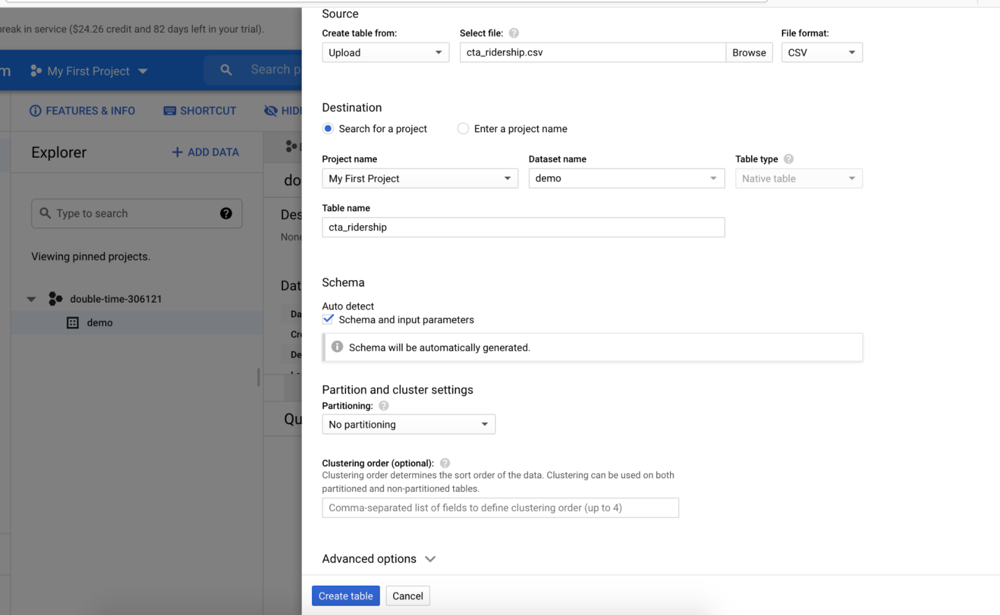 Source
reak in service ($24.26 credit and 82 days left in your trial).
Create table from:
Select file:
File format:
Upload
cta_ridership.csv
Browse
CSV
m
My First Project
Search p
FEATURES & INFO
SHORTCUT
HID
Destination
Search for a project
Enter a project name
Explorer
ADD DATA
Project name
Dataset name
Table type
My First Project
demo
Native table
do
Type to search
Des
None
Table name
cta_ridership
Viewing pinned projects.
Dat
Da
Cre
De
double-time-306121
demo
Schema
Auto detect
Schema and input parameters
Schema will be automatically generated.
Qu
Partition and cluster settings
Partitioning:
No partitioning
Clustering order (optional):
Clustering order determines the sort order of the data. Clustering can be used on both
partitioned and non-partitioned tables.
Comma-separated list of fields to define clustering order (up to 4)
Advanced options
Create table
Cancel